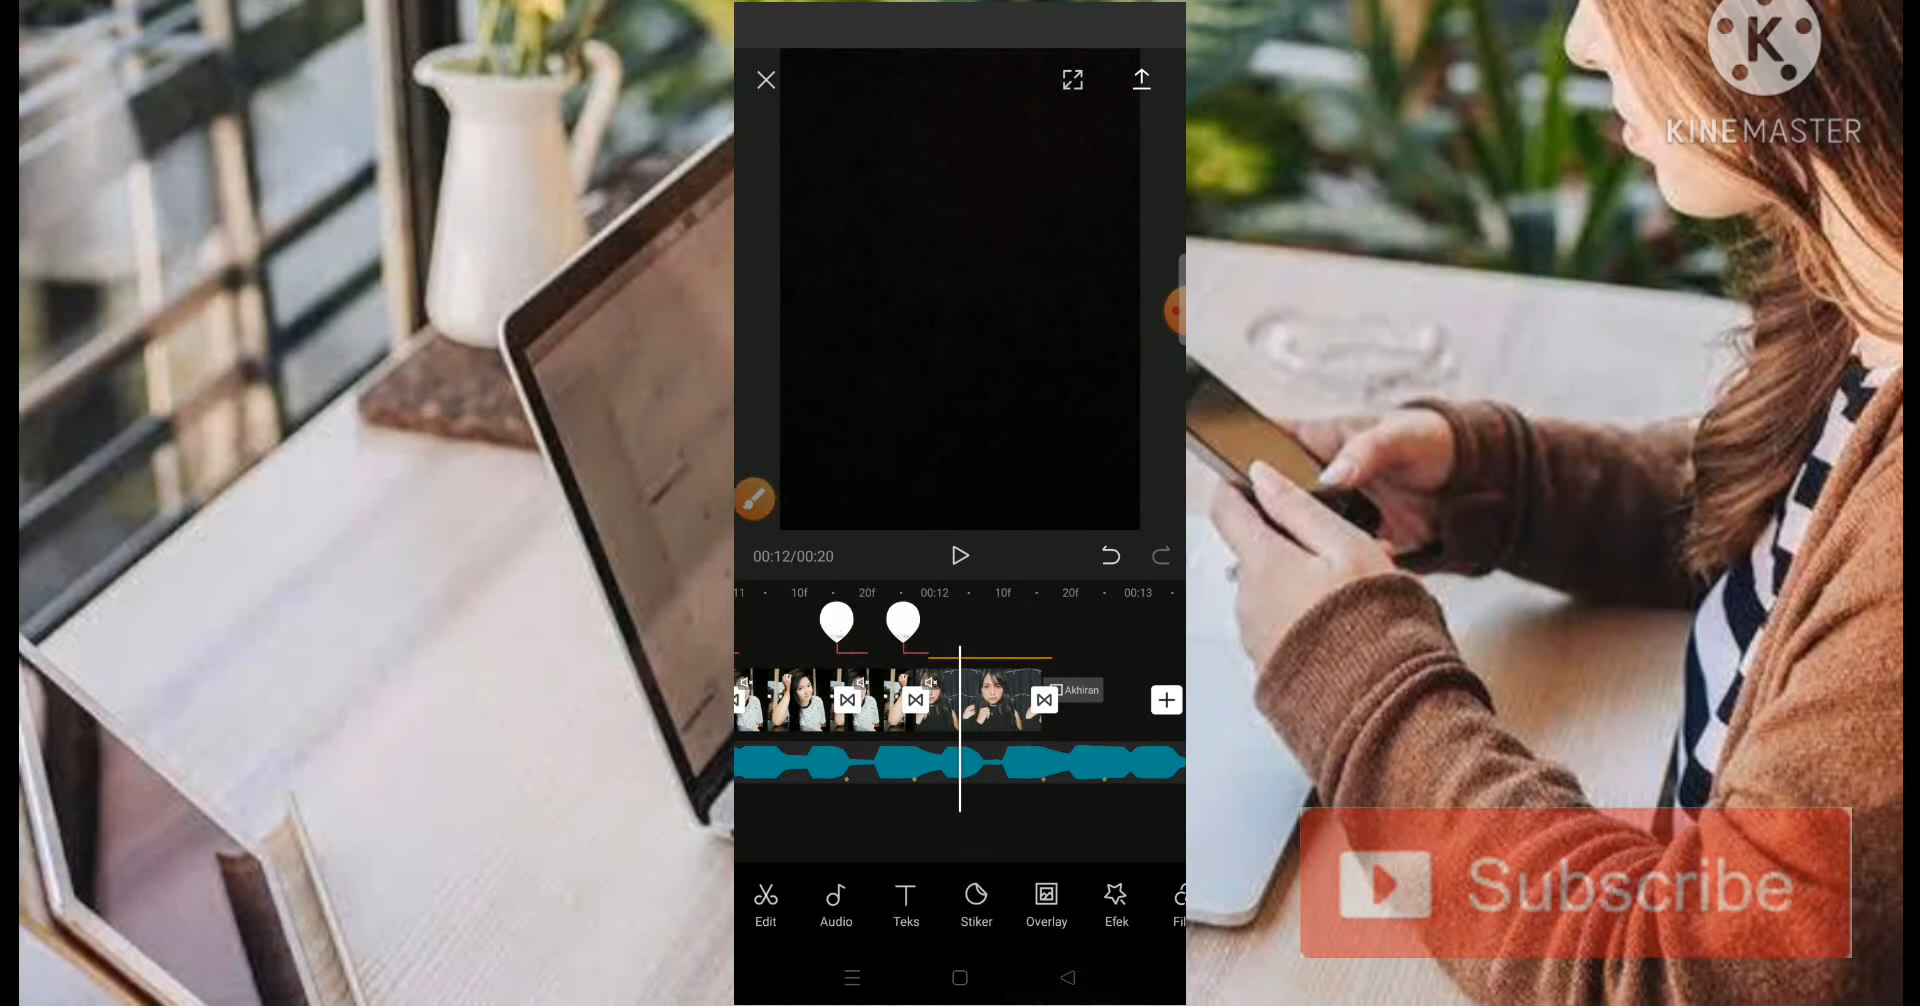 K
KINEMASTER
00:12/00:20
11 10f 20f 00:12 10f 20f 00:13
Akhiran
Edit Audio Teks Stiker Overlay Efek Fil
Subscribe